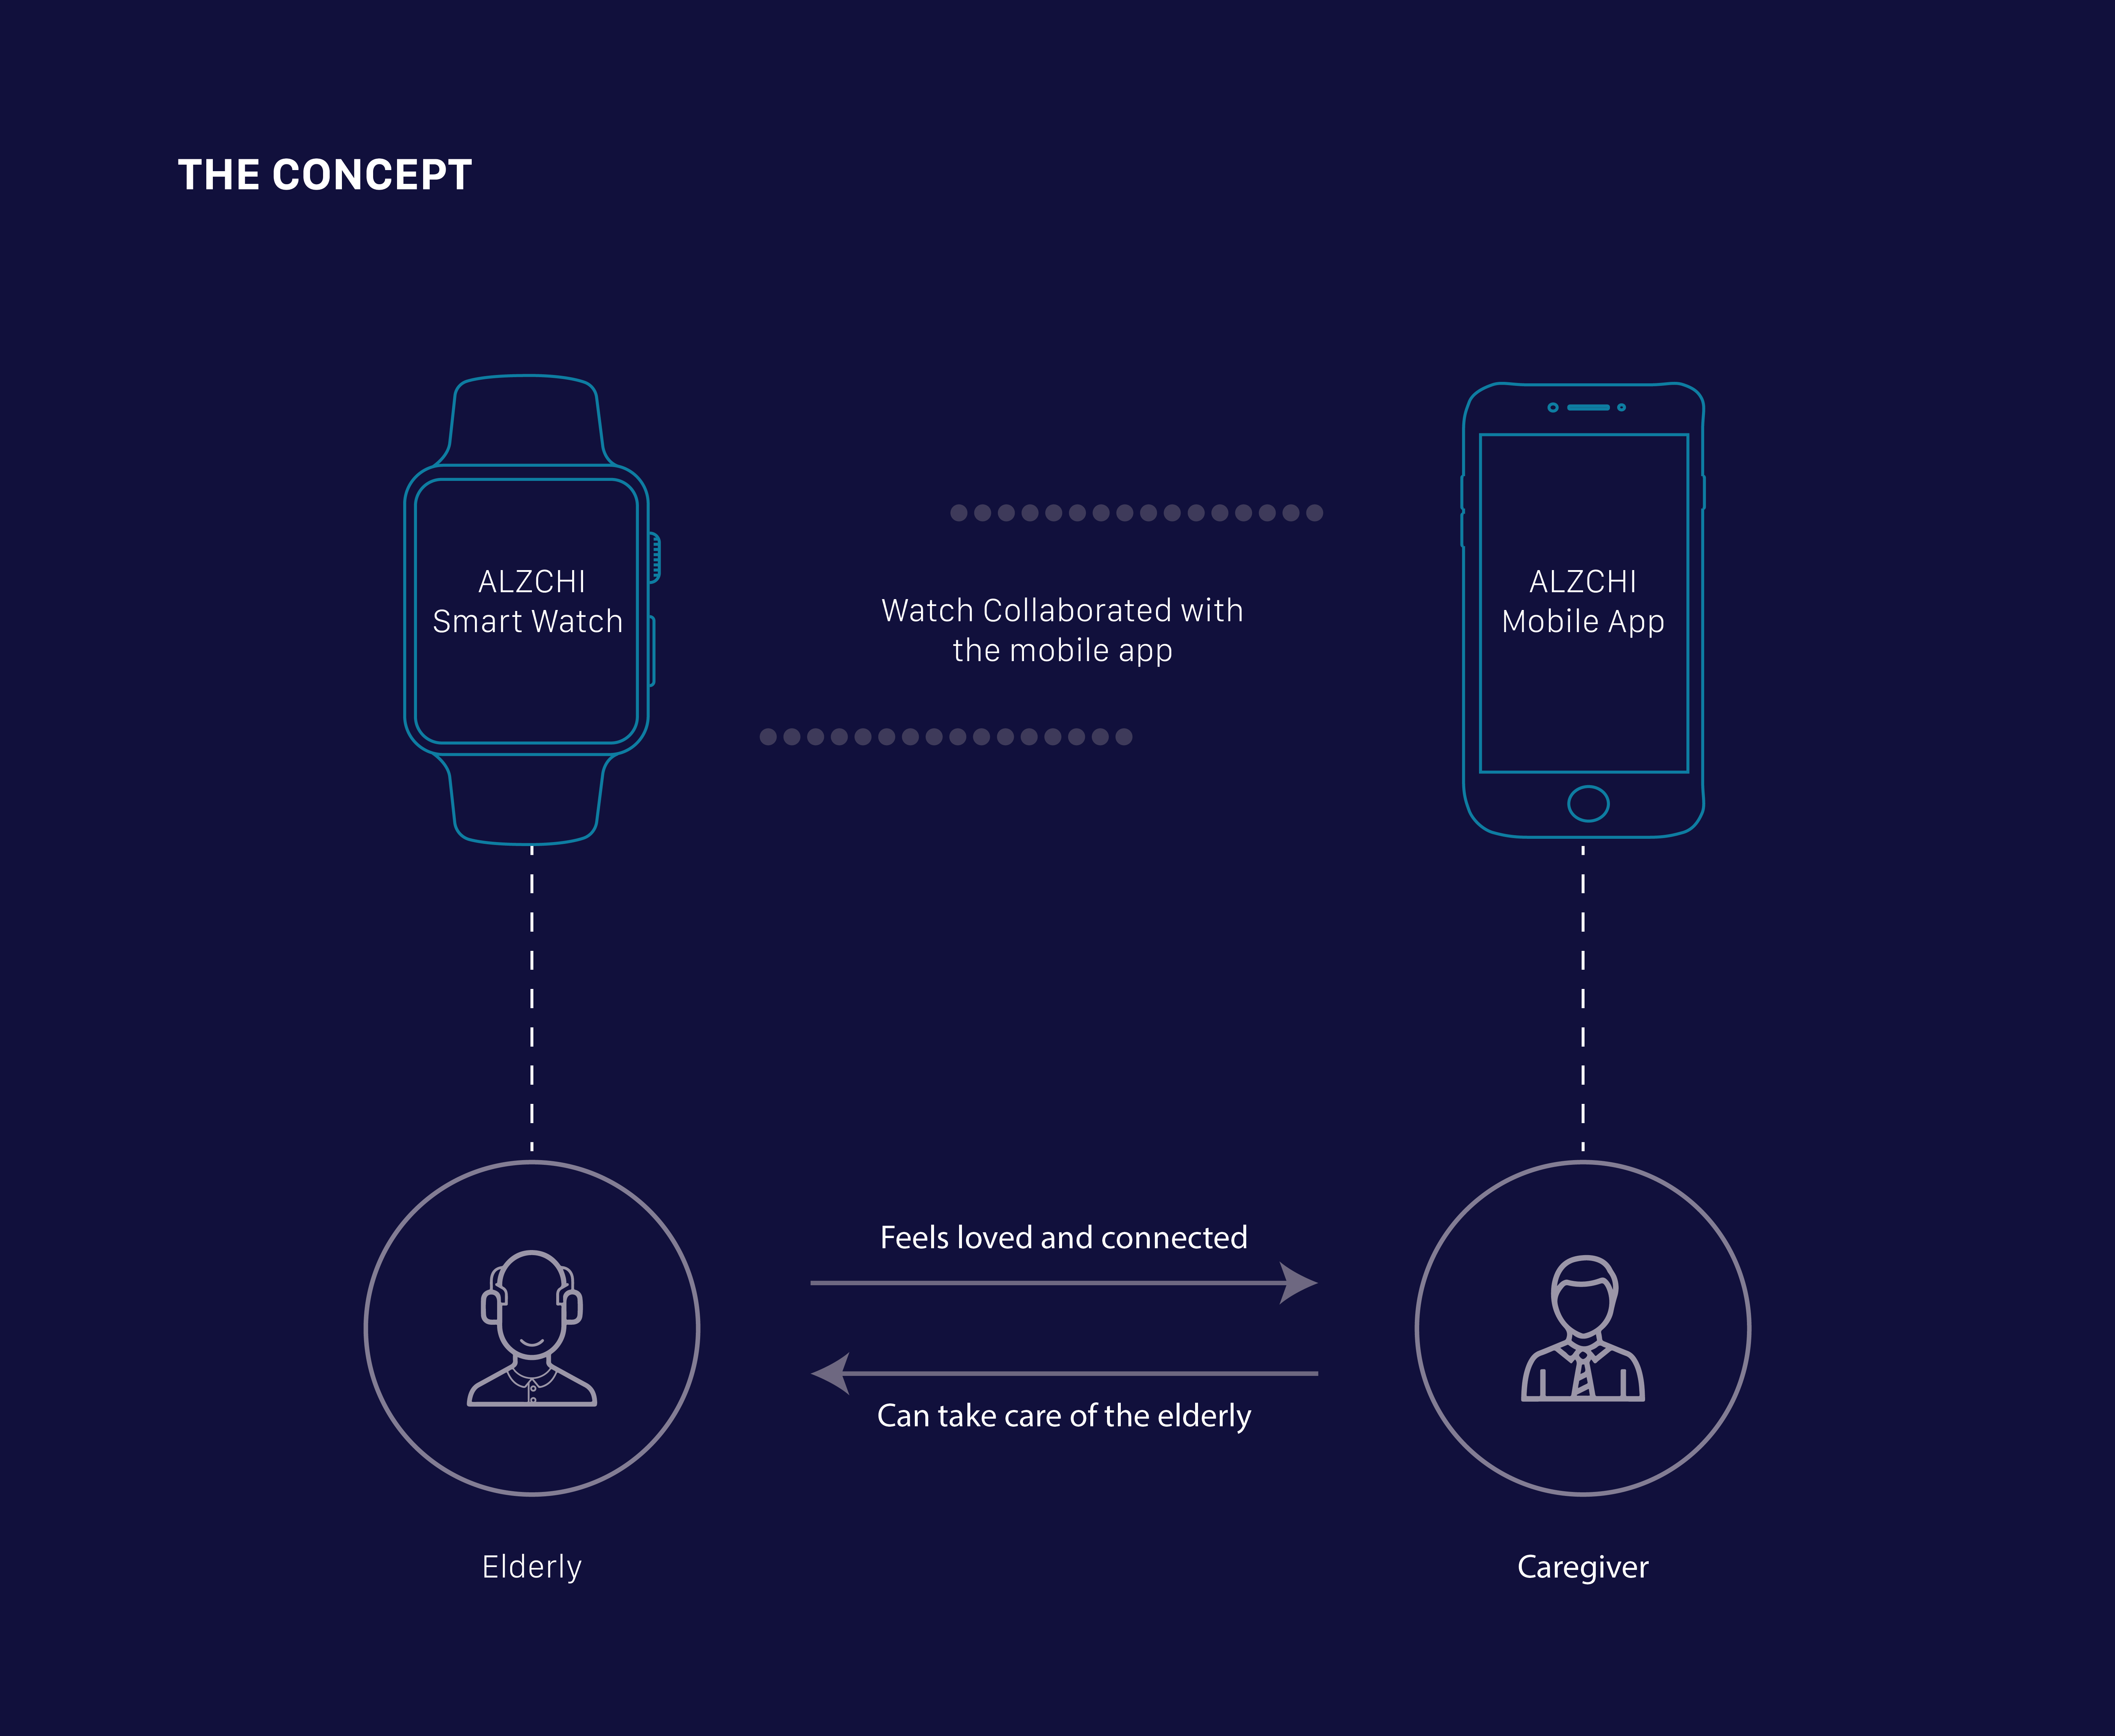 THE CONCEPT
ALZCHI
Smart Watch
Watch Collaborated with
the mobile app
ALZCHI
Mobile App
Feels loved and connected
Can take care of the elderly
Elderly
Caregiver